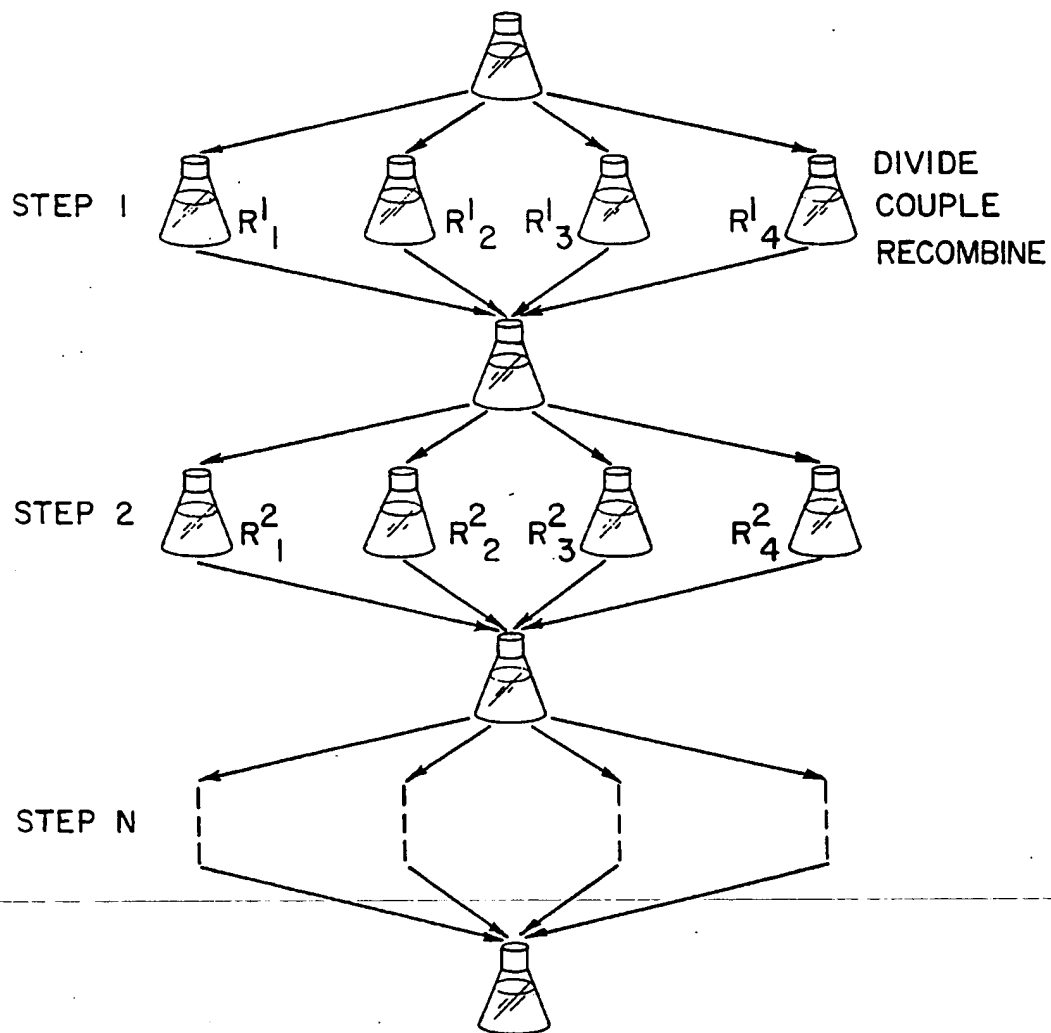 DIVIDE
STEP 1 R¹₁ R¹₂ R¹₃ R¹₄ COUPLE
RECOMBINE
STEP 2 R²₁ R²₂ R²₃ R²₄
STEP N